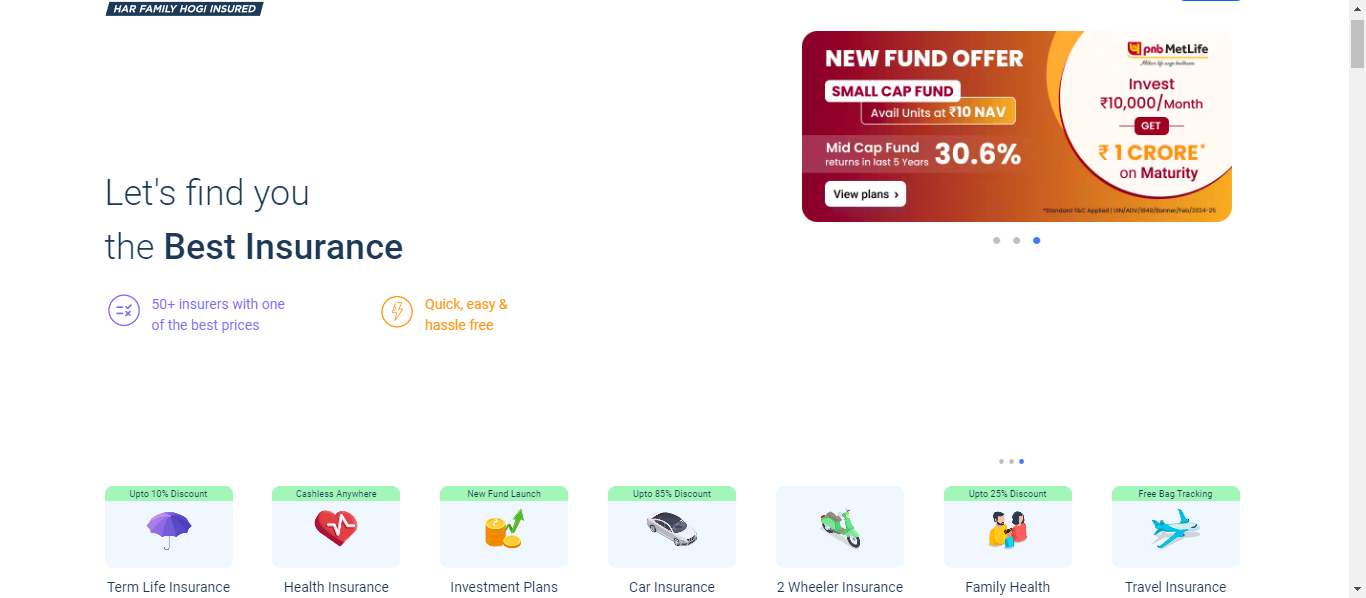 HAR FAMILY HOGI INSURED
NEW FUND OFFER
SMALL CAP FUND
Avail Units at ₹10 NAV
Mid Cap Fund
returns in last 5 Years 30.6%
View plans ›
pnb MetLife
Milkar life aage badhaein
Invest
₹10,000/Month
GET
₹ 1 CRORE*
on Maturity
*Standard T&C Applied | UIN/ADV/1849/Banner/Feb/2024-25
Let's find you
the Best Insurance
50+ insurers with one
of the best prices
Quick, easy &
hassle free
Upto 10% Discount
Term Life Insurance
Cashless Anywhere
Health Insurance
New Fund Launch
Investment Plans
Upto 85% Discount
Car Insurance
2 Wheeler Insurance
Upto 25% Discount
Family Health
Free Bag Tracking
Travel Insurance